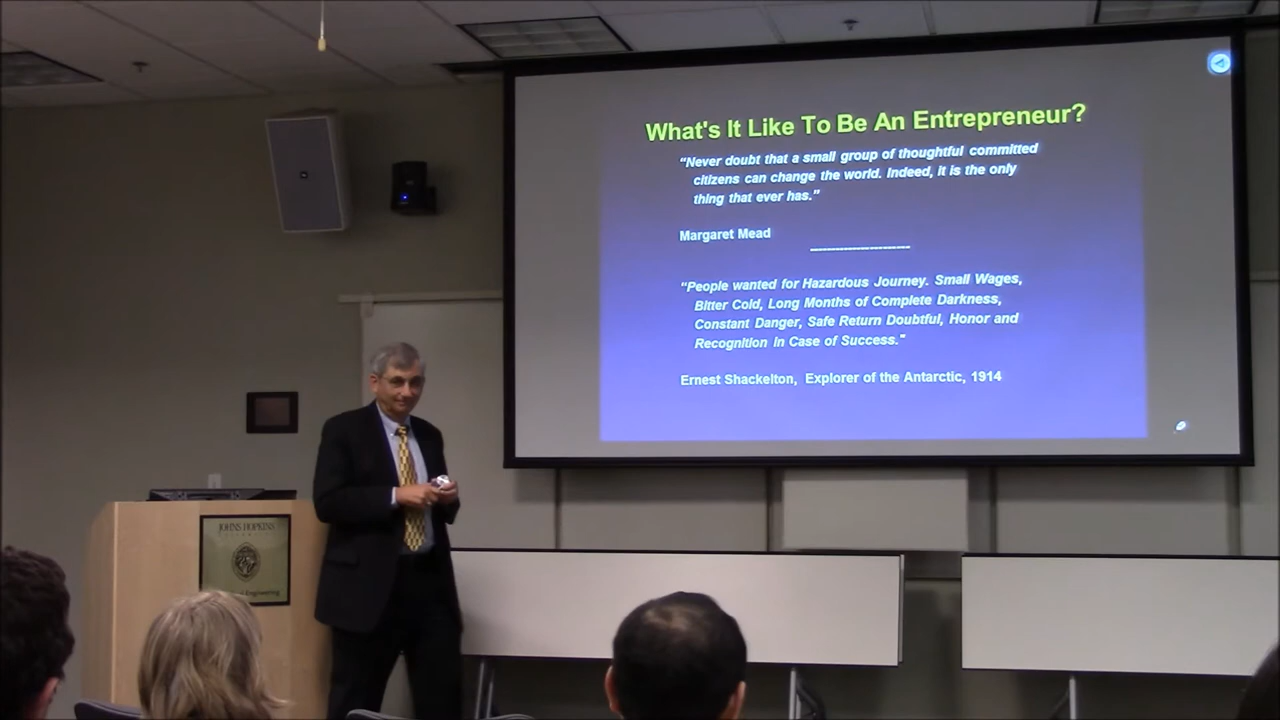 What's It Like To Be An Entrepreneur?
“Never doubt that a small group of thoughtful committed
citizens can change the world. Indeed, it is the only
thing that ever has.”
Margaret Mead
----------------------
“People wanted for Hazardous Journey. Small Wages,
Bitter Cold, Long Months of Complete Darkness,
Constant Danger, Safe Return Doubtful, Honor and
Recognition in Case of Success."
Ernest Shackelton, Explorer of the Antarctic, 1914
JOHNS HOPKINS
Engineering